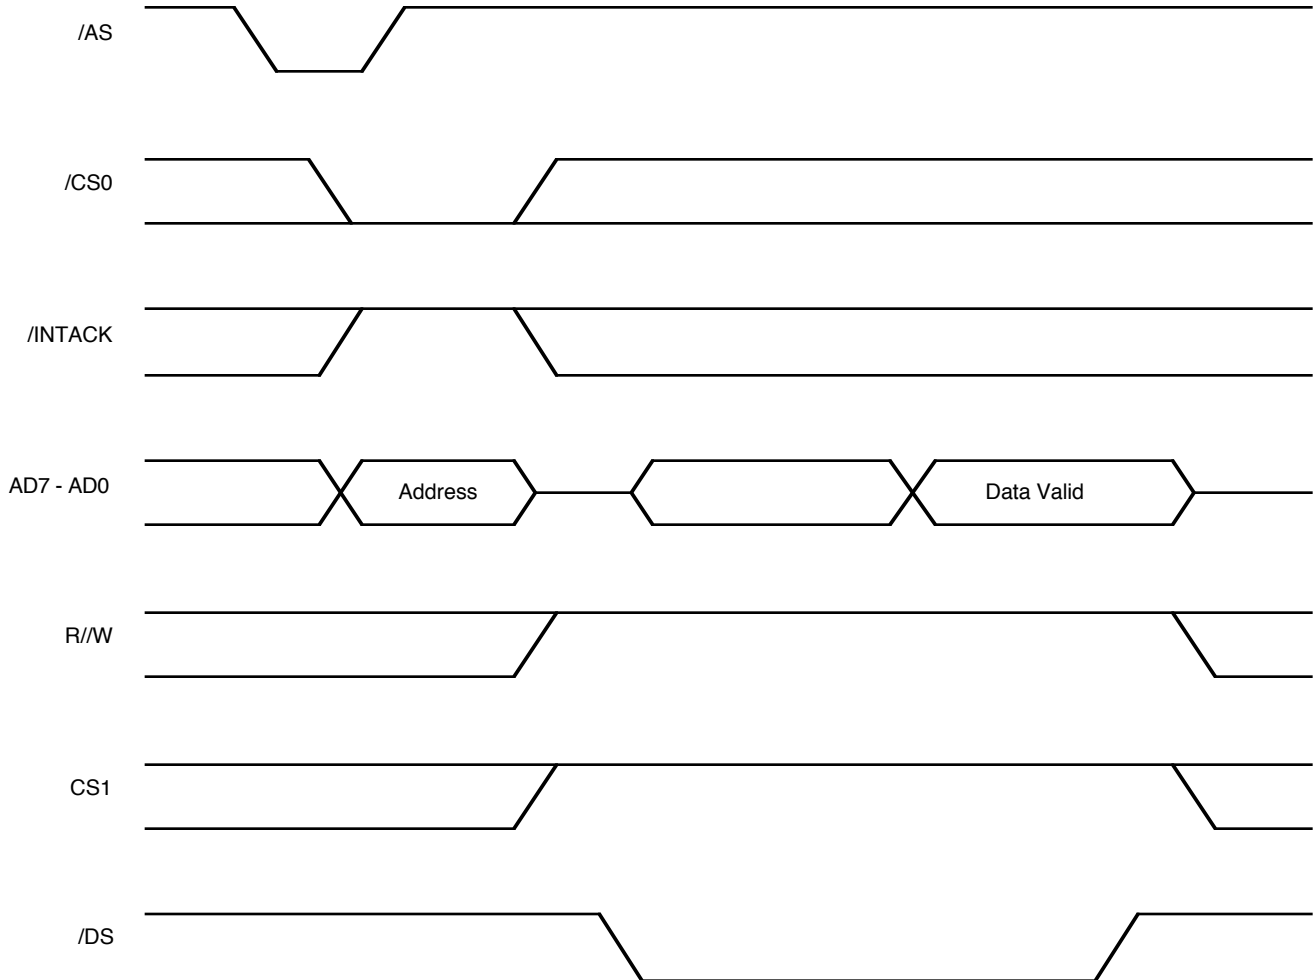 /AS
/CS0
/INTACK
AD7 - AD0
Address
Data Valid
R//W
CS1
/DS